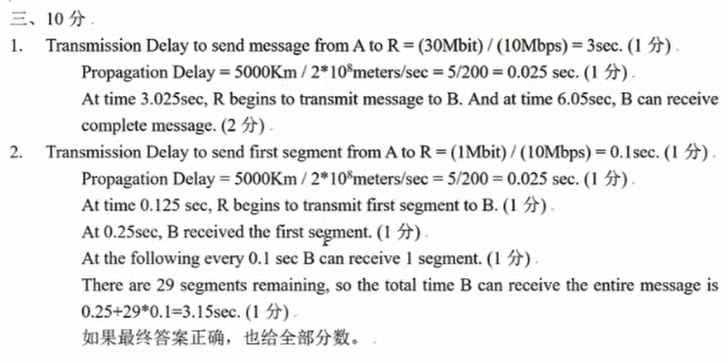 三、10 分 .
1. Transmission Delay to send message from A to R = (30Mbit) / (10Mbps) = 3sec. (1 分) .
Propagation Delay = 5000Km / 2*10⁸meters/sec = 5/200 = 0.025 sec. (1 分) .
At time 3.025sec, R begins to transmit message to B. And at time 6.05sec, B can receive
complete message. (2 分) .
2. Transmission Delay to send first segment from A to R = (1Mbit) / (10Mbps) = 0.1sec. (1 分) .
Propagation Delay = 5000Km / 2*10⁸meters/sec = 5/200 = 0.025 sec. (1 分) .
At time 0.125 sec, R begins to transmit first segment to B. (1 分) .
At 0.25sec, B received the first segment. (1 分) .
At the following every 0.1 sec B can receive 1 segment. (1 分) .
There are 29 segments remaining, so the total time B can receive the entire message is
0.25+29*0.1=3.15sec. (1 分) .
如果最终答案正确，也给全部分数。 .